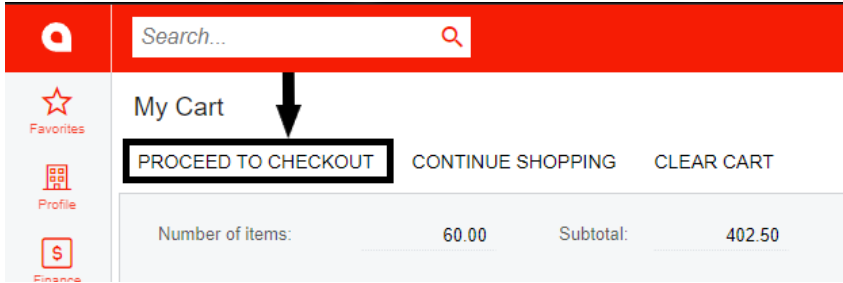 Search...
Favorites
My Cart
PROCEED TO CHECKOUT CONTINUE SHOPPING CLEAR CART
Profile
Number of items: 60.00 Subtotal: 402.50
$
Finance